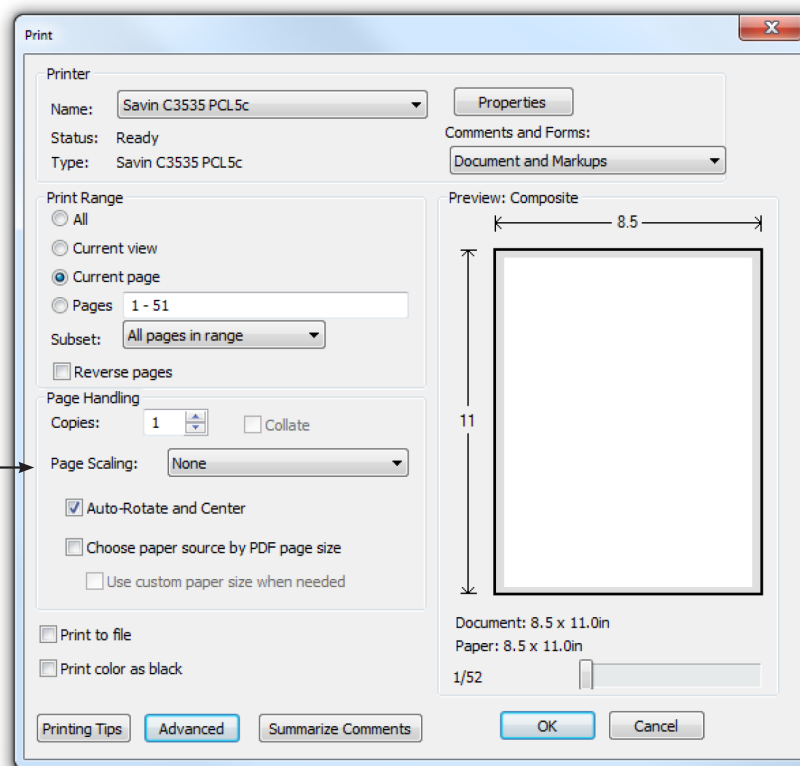 Print
Printer
Name: Savin C3535 PCL5c
Properties
Status: Ready
Comments and Forms:
Type: Savin C3535 PCL5c
Document and Markups
Print Range
All
Current view
Current page
Pages 1 - 51
Subset: All pages in range
Reverse pages
Page Handling
Copies: 1
Collate
Page Scaling: None
Auto-Rotate and Center
Choose paper source by PDF page size
Use custom paper size when needed
Print to file
Print color as black
Preview: Composite
8.5
11
Document: 8.5 x 11.0in
Paper: 8.5 x 11.0in
1/52
Printing Tips
Advanced
Summarize Comments
OK
Cancel